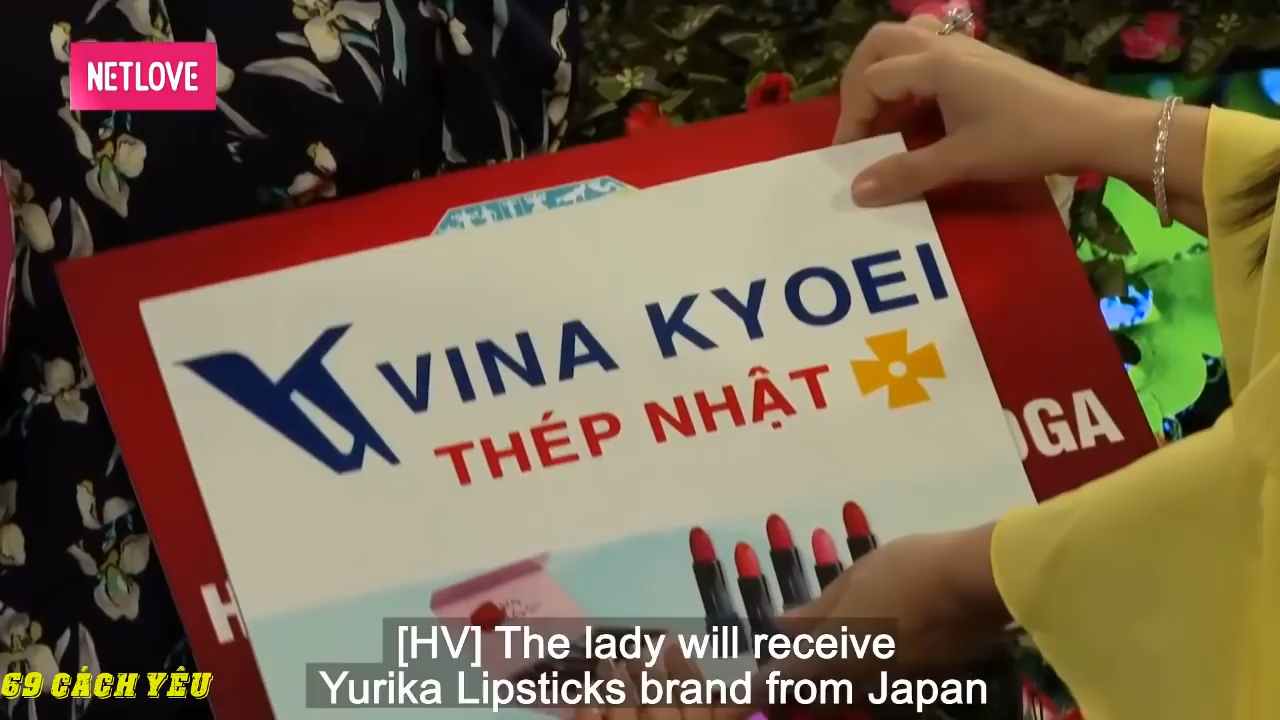 NETLOVE
VINA KYOEI
THÉP NHẬT
OGA
H
[HV] The lady will receive
Yurika Lipsticks brand from Japan
69 CÁCH YÊU